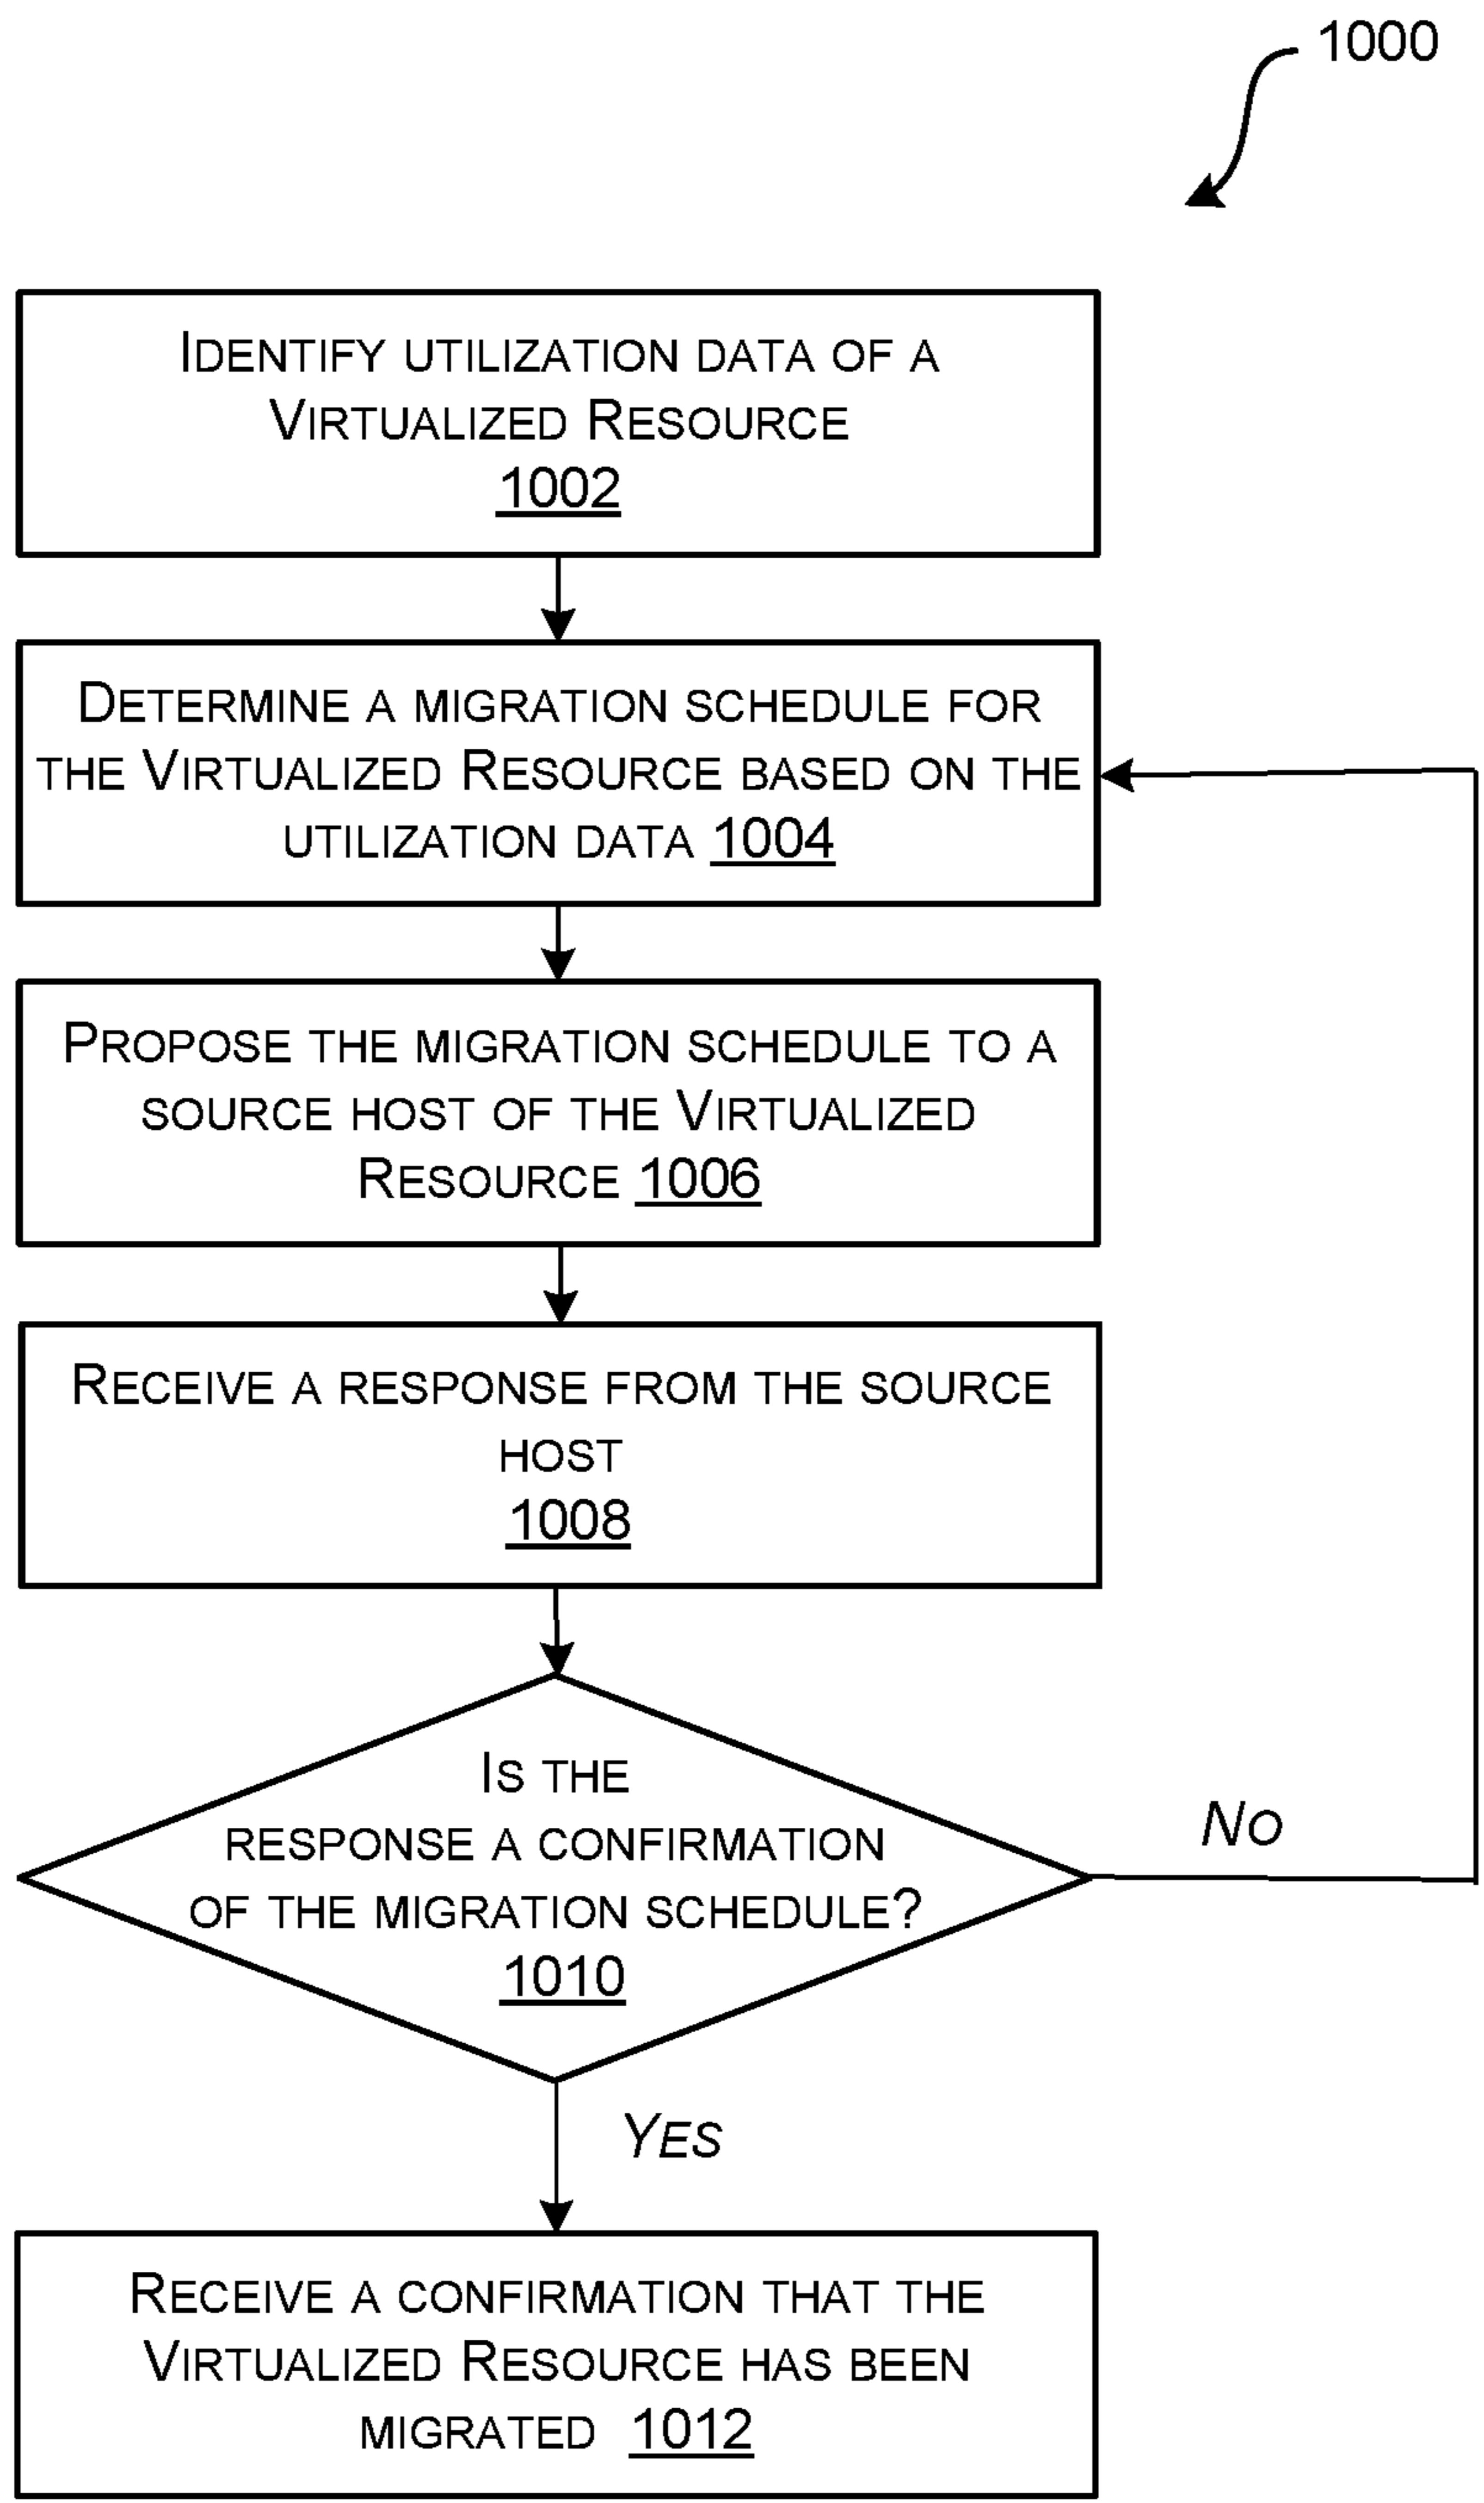 1000
IDENTIFY UTILIZATION DATA OF A
VIRTUALIZED RESOURCE
1002
DETERMINE A MIGRATION SCHEDULE FOR
THE VIRTUALIZED RESOURCE BASED ON THE
UTILIZATION DATA 1004
PROPOSE THE MIGRATION SCHEDULE TO A
SOURCE HOST OF THE VIRTUALIZED
RESOURCE 1006
RECEIVE A RESPONSE FROM THE SOURCE
HOST
1008
IS THE
RESPONSE A CONFIRMATION
OF THE MIGRATION SCHEDULE?
1010
NO
YES
RECEIVE A CONFIRMATION THAT THE
VIRTUALIZED RESOURCE HAS BEEN
MIGRATED 1012